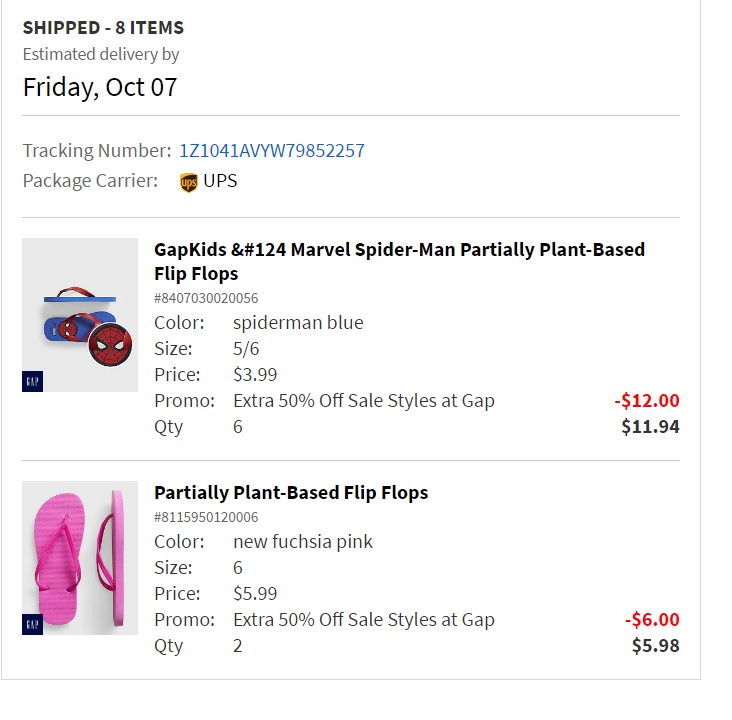 SHIPPED - 8 ITEMS
Estimated delivery by
Friday, Oct 07
Tracking Number: 1Z1041AVYW79852257
Package Carrier: ups UPS
GapKids &#124 Marvel Spider-Man Partially Plant-Based
Flip Flops
#8407030020056
Color: spiderman blue
Size: 5/6
Price: $3.99
Promo: Extra 50% Off Sale Styles at Gap -$12.00
Qty 6 $11.94
GAP
Partially Plant-Based Flip Flops
#8115950120006
Color: new fuchsia pink
Size: 6
Price: $5.99
Promo: Extra 50% Off Sale Styles at Gap -$6.00
Qty 2 $5.98
GAP